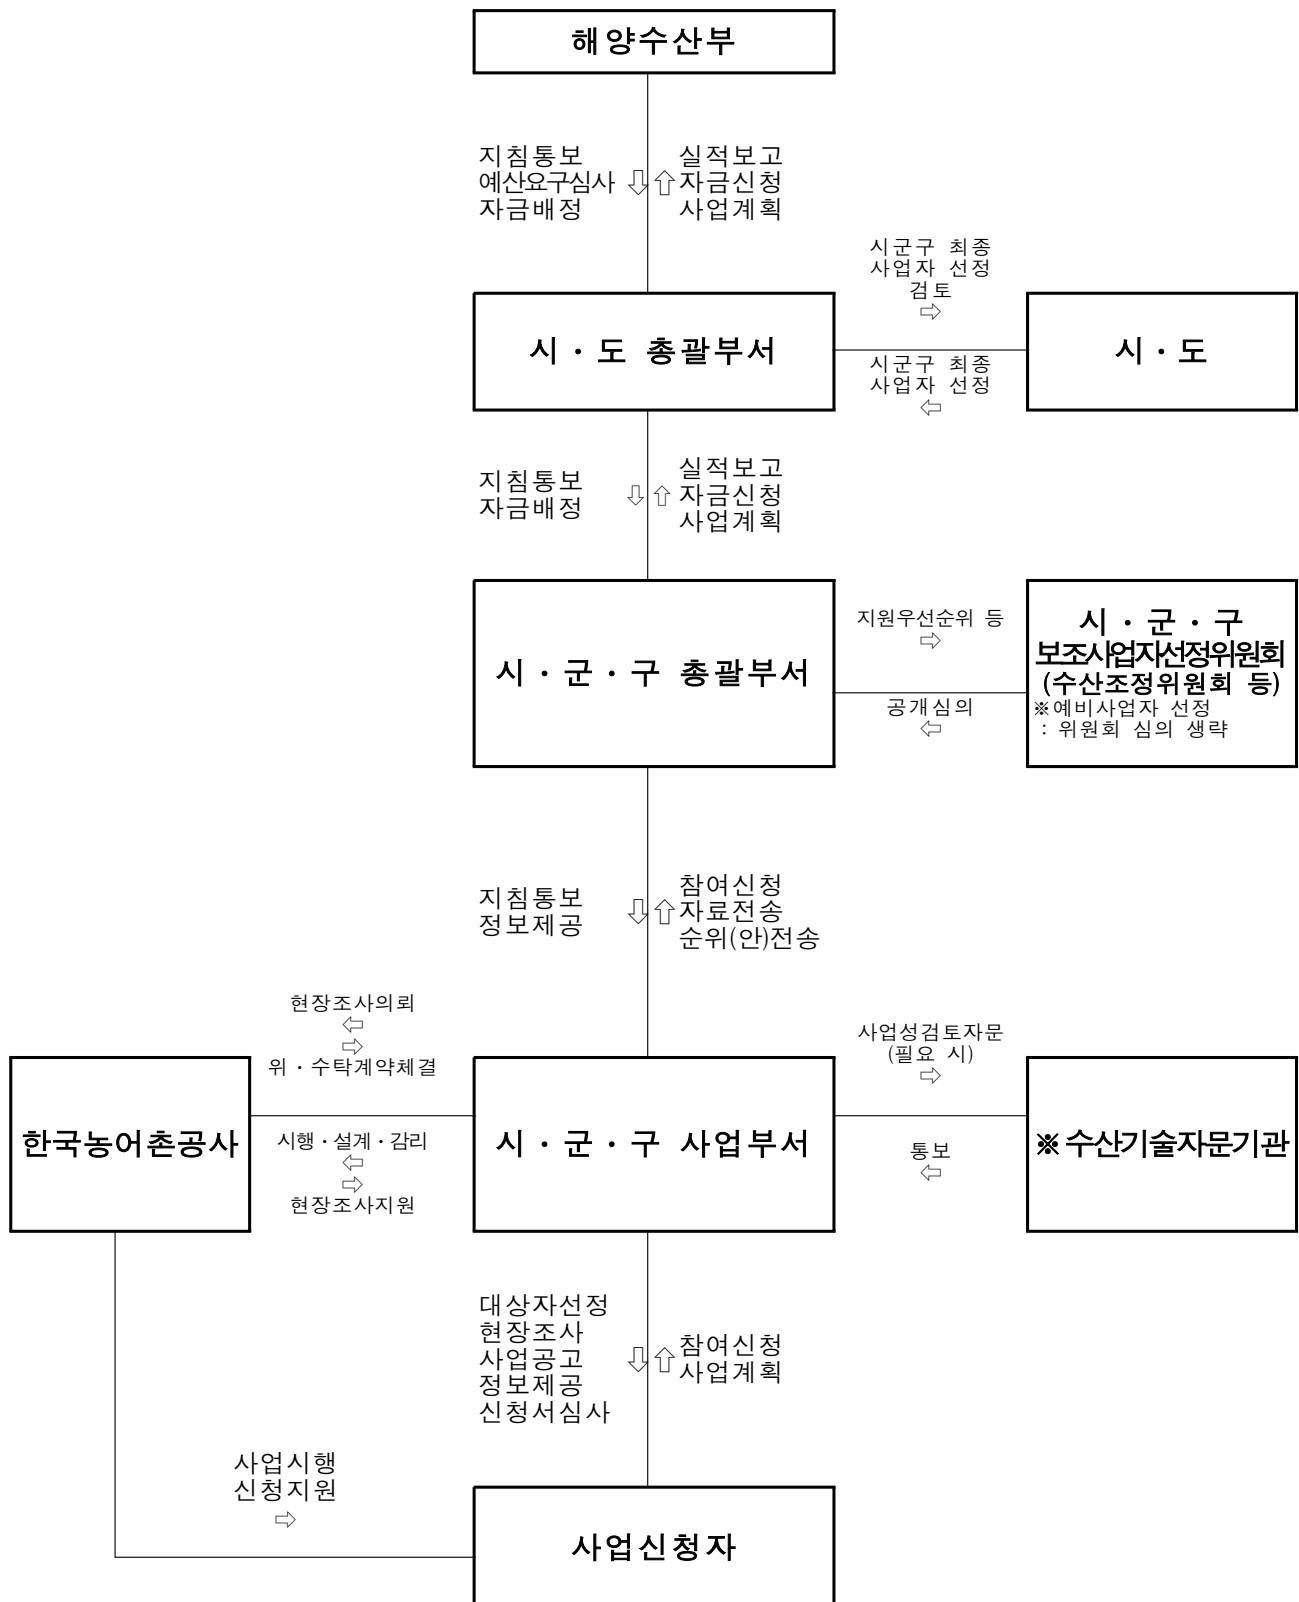 해양수산부
지침통보
예산요구심사
자금배정
⇩ ⇧
실적보고
자금신청
사업계획
시군구 최종
사업자 선정
검토
⇨
시·도 총괄부서
시·도
시군구 최종
사업자 선정
⇦
지침통보
자금배정
⇩ ⇧
실적보고
자금신청
사업계획
시·군·구 총괄부서
지원우선순위 등
⇨
공개심의
⇦
시·군·구
보조사업자선정위원회
(수산조정위원회 등)
※예비사업자 선정
: 위원회 심의 생략
지침통보
정보제공
⇩ ⇧
참여신청
자료전송
순위(안)전송
현장조사의뢰
⇦
⇨
위·수탁계약체결
사업성검토자문
(필요 시)
⇨
한국농어촌공사
시행·설계·감리
⇦
⇨
현장조사지원
시·군·구 사업부서
통보
⇦
※수산기술자문기관
대상자선정
현장조사
사업공고
정보제공
신청서심사
⇩ ⇧
참여신청
사업계획
사업시행
신청지원
⇨
사업신청자